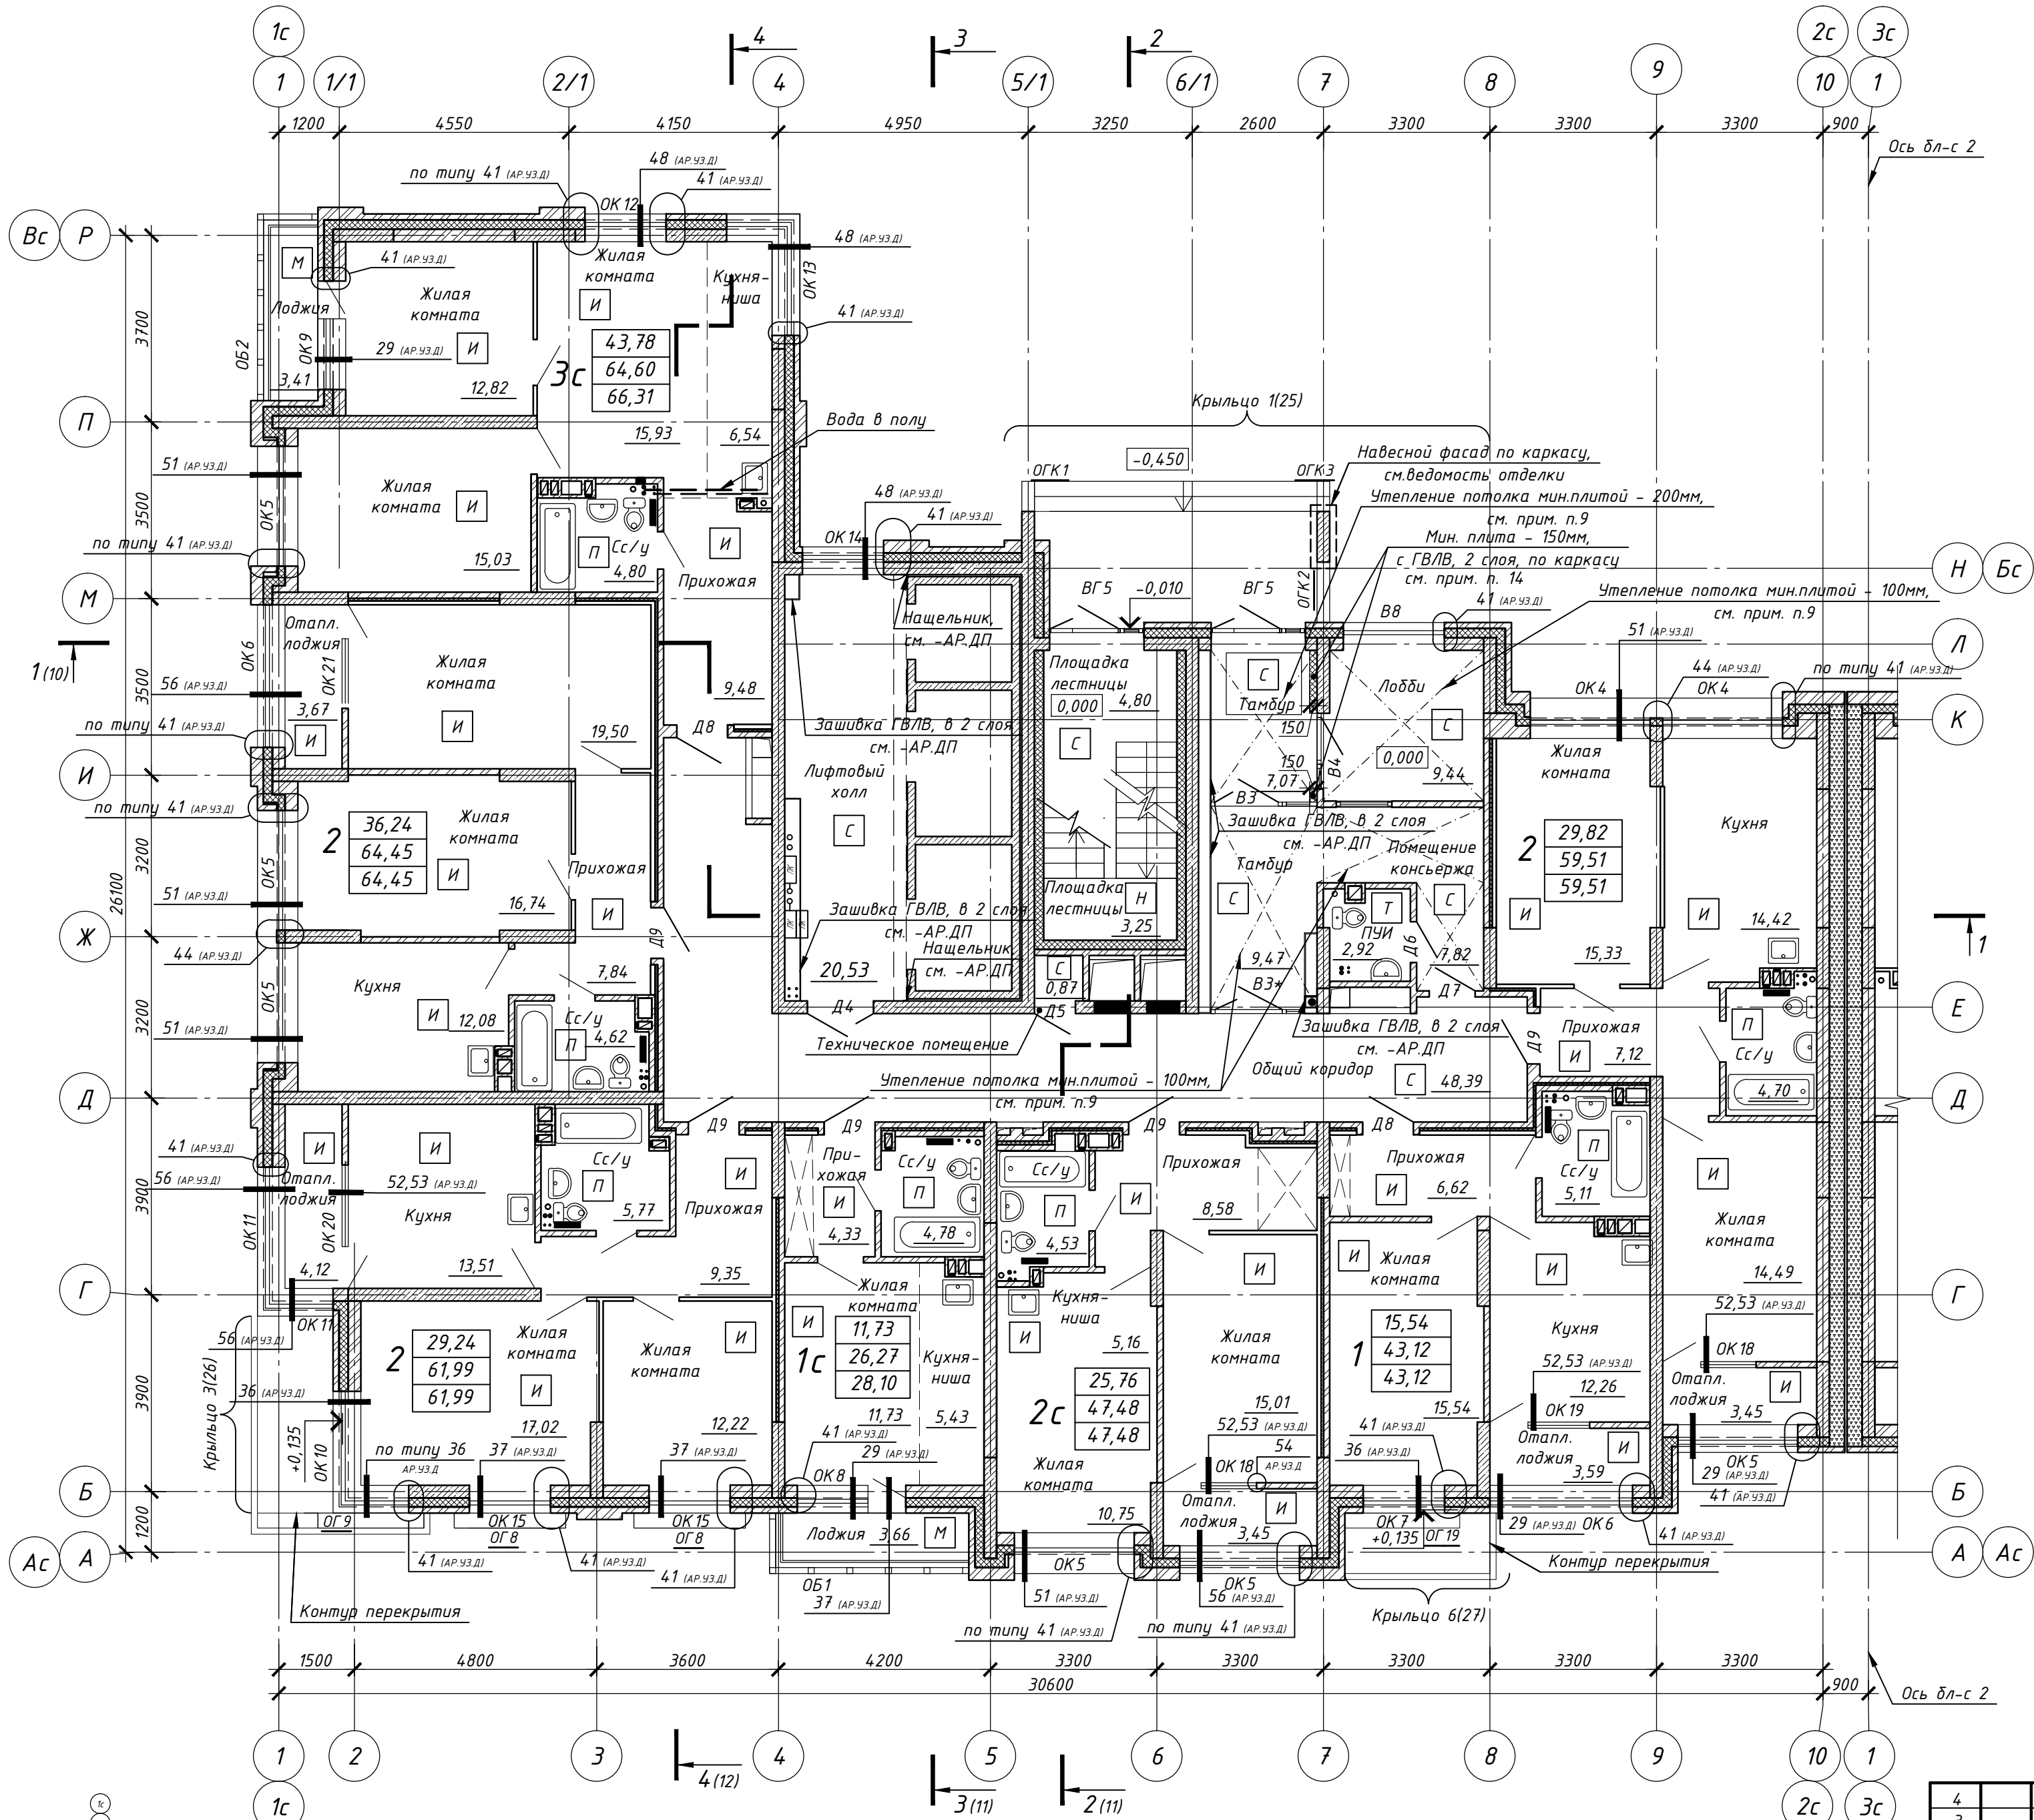 1с
2с
3с
4
3
2
1
1/1
2/1
4
5/1
6/1
7
8
9
10
1
1200
4550
4150
4950
3250
2600
3300
3300
3300
900
Ось бл-с 2
по типу 41 (АР.УЗ.Д)
48 (АР.УЗ.Д)
41 (АР.УЗ.Д)
ОК12
Вс
Р
М
41 (АР.УЗ.Д)
Жилая
комната
Кухня-
ниша
48 (АР.УЗ.Д)
ОК13
И
Лоджия
Жилая
комната
И
41 (АР.УЗ.Д)
ОБ2
ОК9
29 (АР.УЗ.Д)
3,41
12,82
3с
43,78
64,60
66,31
3700
П
15,93
6,54
Вода в полу
Крыльцо 1(25)
51 (АР.УЗ.Д)
Жилая
комната
И
ОК5
15,03
П
Сс/у
4,80
И
Прихожая
3500
по типу 41 (АР.УЗ.Д)
48 (АР.УЗ.Д)
41 (АР.УЗ.Д)
ОК14
ОГК1
-0,450
ОГК3
Навесной фасад по каркасу,
см.ведомость отделки
Утепление потолка мин.плитой - 200мм,
см. прим. п.9
Мин. плита - 150мм,
с ГВЛВ, 2 слоя, по каркасу
см. прим. п. 14
Н
Бс
ОГК2
ВГ5
-0,010
ВГ5
В8
41 (АР.УЗ.Д)
Утепление потолка мин.плитой - 100мм,
см. прим. п.9
М
Отапл.
лоджия
Нащельник,
см. -АР.ДП
51 (АР.УЗ.Д)
Л
1 (10)
ОК6
ОК21
Жилая
комната
И
56 (АР.УЗ.Д)
3,67
И
19,50
9,48
Д8
3500
по типу 41 (АР.УЗ.Д)
Площадка
лестницы
0,000
4,80
С
С
Тамбур
150
150
7,07
В4
В3
Лобби
С
0,000
9,44
44 (АР.УЗ.Д)
ОК4
ОК4
по типу 41 (АР.УЗ.Д)
К
Зашивка ГВЛВ, в 2 слоя
см. -АР.ДП
Лифтовый
холл
С
И
по типу 41 (АР.УЗ.Д)
2
36,24
64,45
64,45
Жилая
комната
И
16,74
Прихожая
И
3200
26100
ОК5
51 (АР.УЗ.Д)
Жилая
комната
Кухня
2
29,82
59,51
59,51
И
15,33
И
14,42
Зашивка ГВЛВ, в 2 слоя
см. -АР.ДП
Тамбур
С
Помещение
консьержа
С
Т
ПУИ
2,92
Д6
7,82
Площадка
лестницы
Н
3,25
ПК
Зашивка ГВЛВ, в 2 слоя
см. -АР.ДП
Нащельник,
см. -АР.ДП
20,53
Ж
44 (АР.УЗ.Д)
Д9
1
Кухня
И
12,08
7,84
Сс/у
П
4,62
ОК5
51 (АР.УЗ.Д)
3200
С
0,87
Д5
9,47
В3*
Д7
Д4
Техническое помещение
Зашивка ГВЛВ, в 2 слоя
см. -АР.ДП
Д9
Прихожая
И
7,12
П
Сс/у
4,70
Е
Общий коридор
С
48,39
Утепление потолка мин.плитой - 100мм,
см. прим. п.9
Д
Д
41 (АР.УЗ.Д)
56 (АР.УЗ.Д)
И
Отапл.
лоджия
И
52,53 (АР.УЗ.Д)
Кухня
Сс/у
П
5,77
И
Прихожая
Д9
Д9
Д9
Д8
При-
хожая
И
4,33
Сс/у
П
4,78
Сс/у
П
4,53
И
Прихожая
8,58
Прихожая
И
6,62
П
Сс/у
5,11
И
Жилая
комната
14,49
3900
ОК11
ОК20
4,12
13,51
9,35
Г
Г
ОК11
56 (АР.УЗ.Д)
36 (АР.УЗ.Д)
Крыльцо 3(26)
+0,135
ОК10
2
29,24
61,99
61,99
Жилая
комната
И
17,02
Жилая
комната
И
12,22
Жилая
комната
И
1с
11,73
26,27
28,10
Кухня-
ниша
11,73
5,43
Кухня-
ниша
И
5,16
2с
25,76
47,48
47,48
И
Жилая
комната
15,01
И
Жилая
комната
1
15,54
43,12
43,12
15,54
И
Кухня
52,53 (АР.УЗ.Д)
12,26
52,53 (АР.УЗ.Д)
ОК18
Отапл.
лоджия
И
3,45
3900
по типу 36
АР.УЗ.Д
37 (АР.УЗ.Д)
37 (АР.УЗ.Д)
41 (АР.УЗ.Д)
29 (АР.УЗ.Д)
ОК8
Жилая
комната
10,75
52,53 (АР.УЗ.Д)
54
АР.УЗ.Д
ОК18
Отапл.
лоджия
И
3,45
41 (АР.УЗ.Д)
36 (АР.УЗ.Д)
ОК19
Отапл.
лоджия
И
3,59
ОК5
29 (АР.УЗ.Д)
41 (АР.УЗ.Д)
Б
Б
1200
ОГ9
ОК15
ОГ8
ОК15
ОГ8
Лоджия
3,66
М
ОК7
+0,135
ОГ19
29 (АР.УЗ.Д)
ОК6
41 (АР.УЗ.Д)
Ас
А
А
Ас
41 (АР.УЗ.Д)
41 (АР.УЗ.Д)
41 (АР.УЗ.Д)
ОБ1
37 (АР.УЗ.Д)
ОК5
51 (АР.УЗ.Д)
ОК5
56 (АР.УЗ.Д)
Контур перекрытия
Контур перекрытия
по типу 41 (АР.УЗ.Д)
по типу 41 (АР.УЗ.Д)
Крыльцо 6(27)
1500
4800
3600
4200
3300
3300
3300
3300
3300
30600
900
Ось бл-с 2
1
2
3
4
5
6
7
8
9
10
1
4 (12)
3 (11)
2 (11)
1с
1с
2с
3с
4
3